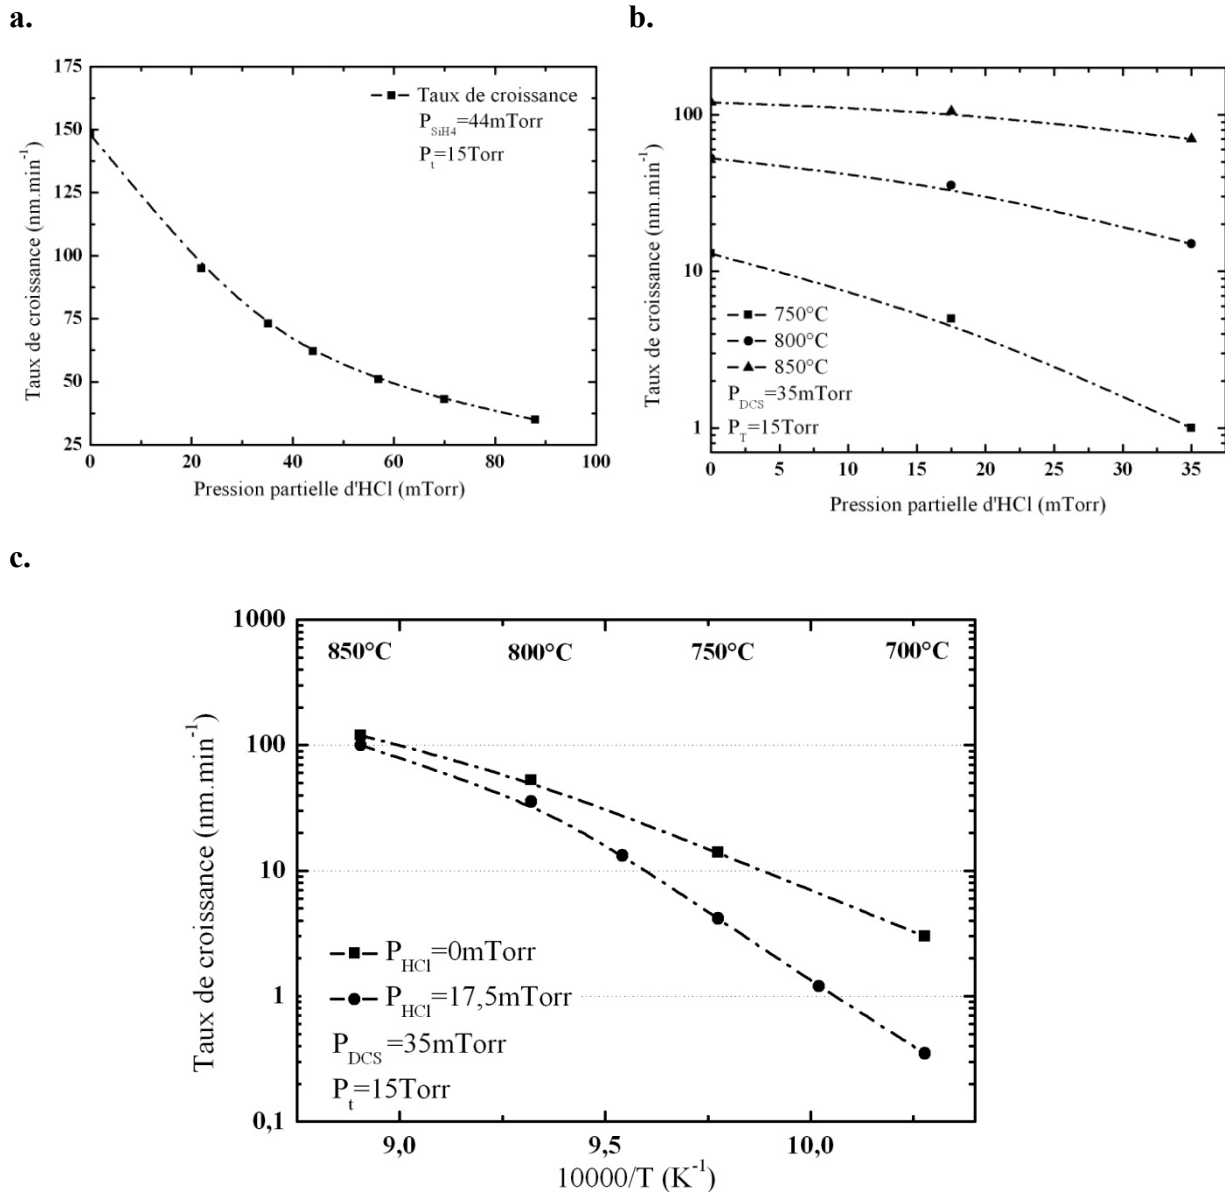 a.
175
150
125
100
75
50
25
0
20
40
60
80
100
Taux de croissance (nm.min-1)
Pression partielle d'HCl (mTorr)
Taux de croissance
PSiH4=44mTorr
Pt=15Torr
b.
100
10
1
0
5
10
15
20
25
30
35
Taux de croissance (nm.min-1)
Pression partielle d'HCl (mTorr)
750°C
800°C
850°C
PDCS=35mTorr
PT=15Torr
c.
1000
100
10
1
0,1
850°C
800°C
750°C
700°C
Taux de croissance (nm.min-1)
PHCl=0mTorr
PHCl=17,5mTorr
PDCS=35mTorr
Pt=15Torr
9,0
9,5
10,0
10000/T (K-1)